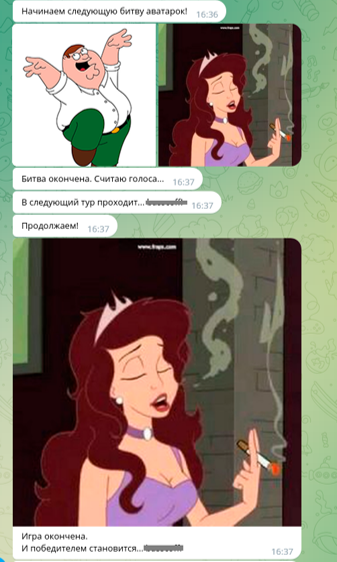 Начинаем следующую битву аватарок! 16:36
Битва окончена. Считаю голоса... 16:37
В следующий тур проходит... 16:37
Продолжаем! 16:37
Игра окончена.
И победителем становится... 16:37